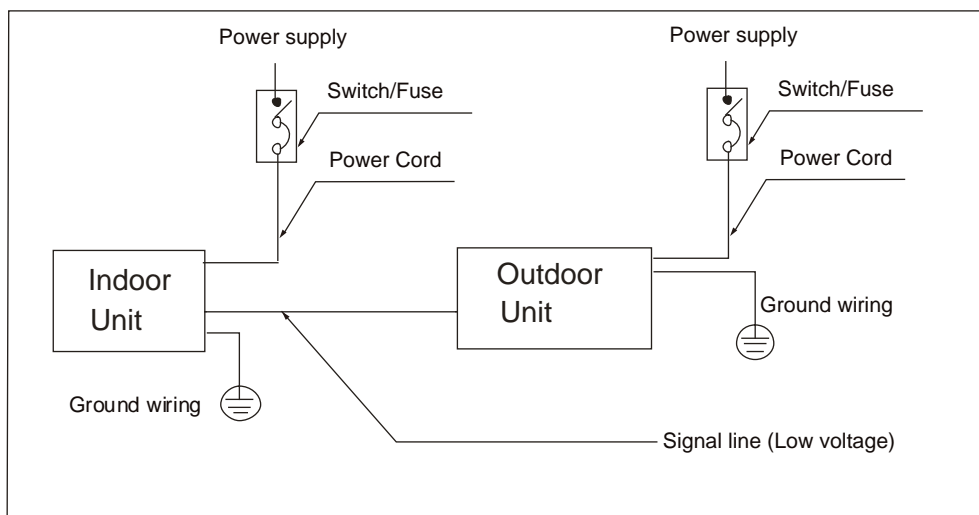 Power supply
Power supply
Switch/Fuse
Switch/Fuse
Power Cord
Power Cord
Indoor
Unit
Outdoor
Unit
Ground wiring
Ground wiring
Signal line (Low voltage)